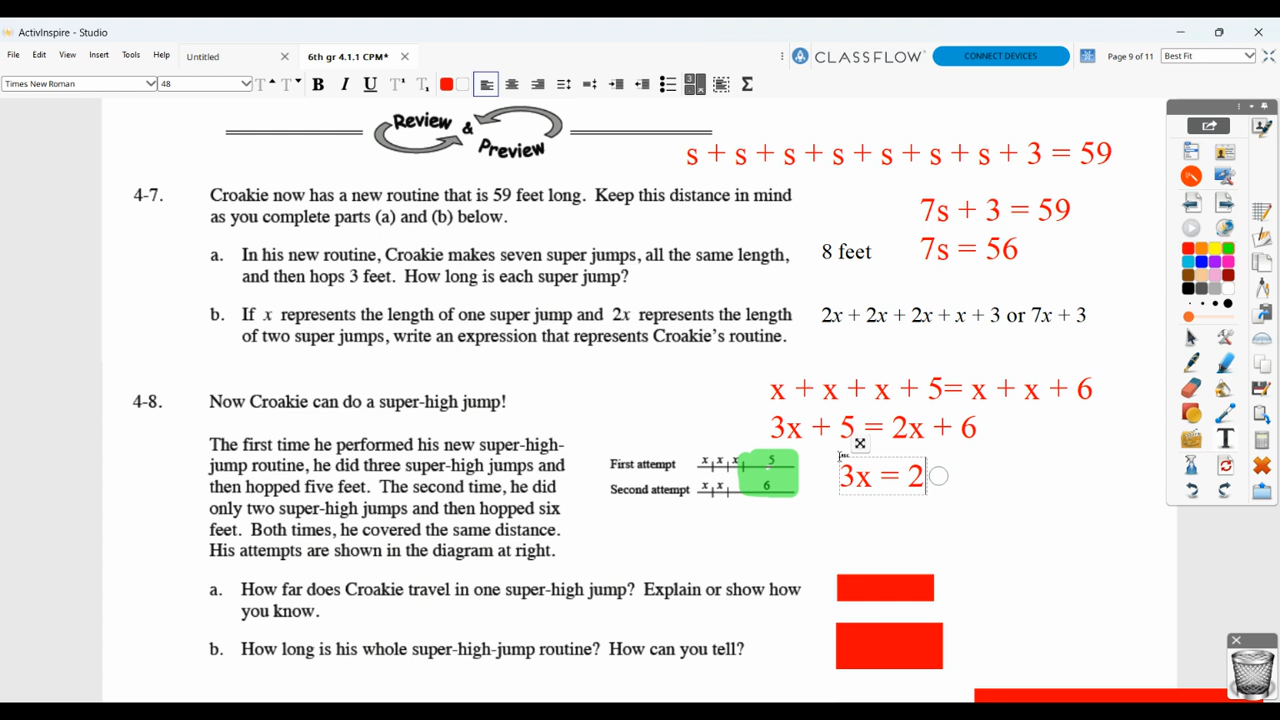 ActivInspire - Studio
File Edit View Insert Tools Help Untitled 6th gr 4.1.1 CPM* CLASSFLOW CONNECT DEVICES Page 9 of 11 Best Fit
Times New Roman 48 B I U
Review & Preview
s + s + s + s + s + s + s + 3 = 59
4-7. Croakie now has a new routine that is 59 feet long. Keep this distance in mind
as you complete parts (a) and (b) below.
7s + 3 = 59
a. In his new routine, Croakie makes seven super jumps, all the same length,
and then hops 3 feet. How long is each super jump?
8 feet
7s = 56
b. If x represents the length of one super jump and 2x represents the length
of two super jumps, write an expression that represents Croakie's routine.
2x + 2x + 2x + x + 3 or 7x + 3
4-8. Now Croakie can do a super-high jump!
x + x + x + 5= x + x + 6
3x + 5 = 2x + 6
The first time he performed his new super-high-
jump routine, he did three super-high jumps and
then hopped five feet. The second time, he did
only two super-high jumps and then hopped six
feet. Both times, he covered the same distance.
His attempts are shown in the diagram at right.
First attempt x x x 5
Second attempt x x 6
3x = 2
a. How far does Croakie travel in one super-high jump? Explain or show how
you know.
b. How long is his whole super-high-jump routine? How can you tell?